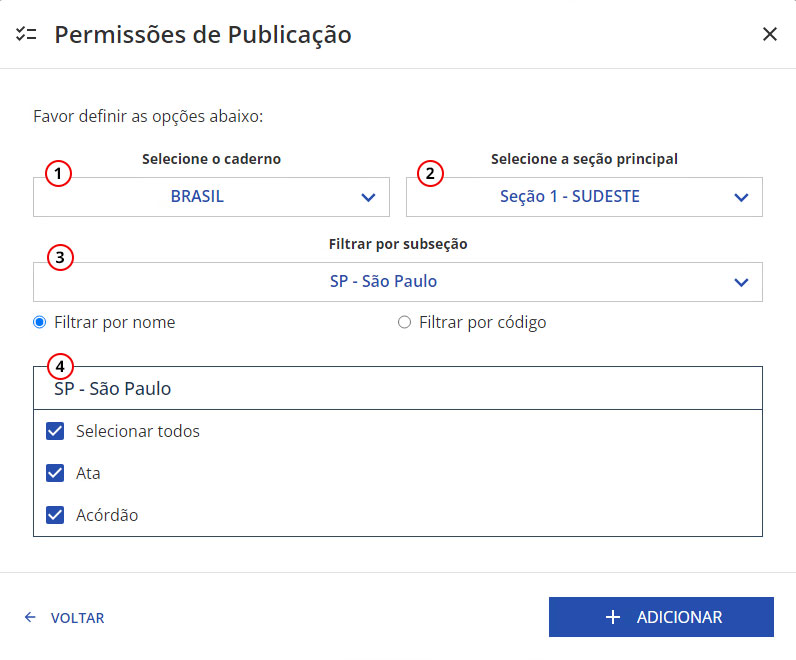 Permissões de Publicação
Favor definir as opções abaixo:
Selecione o caderno
Selecione a seção principal
1
BRASIL
2
Seção 1 - SUDESTE
Filtrar por subseção
3
SP - São Paulo
Filtrar por nome
Filtrar por código
4
SP - São Paulo
Selecionar todos
Ata
Acórdão
VOLTAR
ADICIONAR